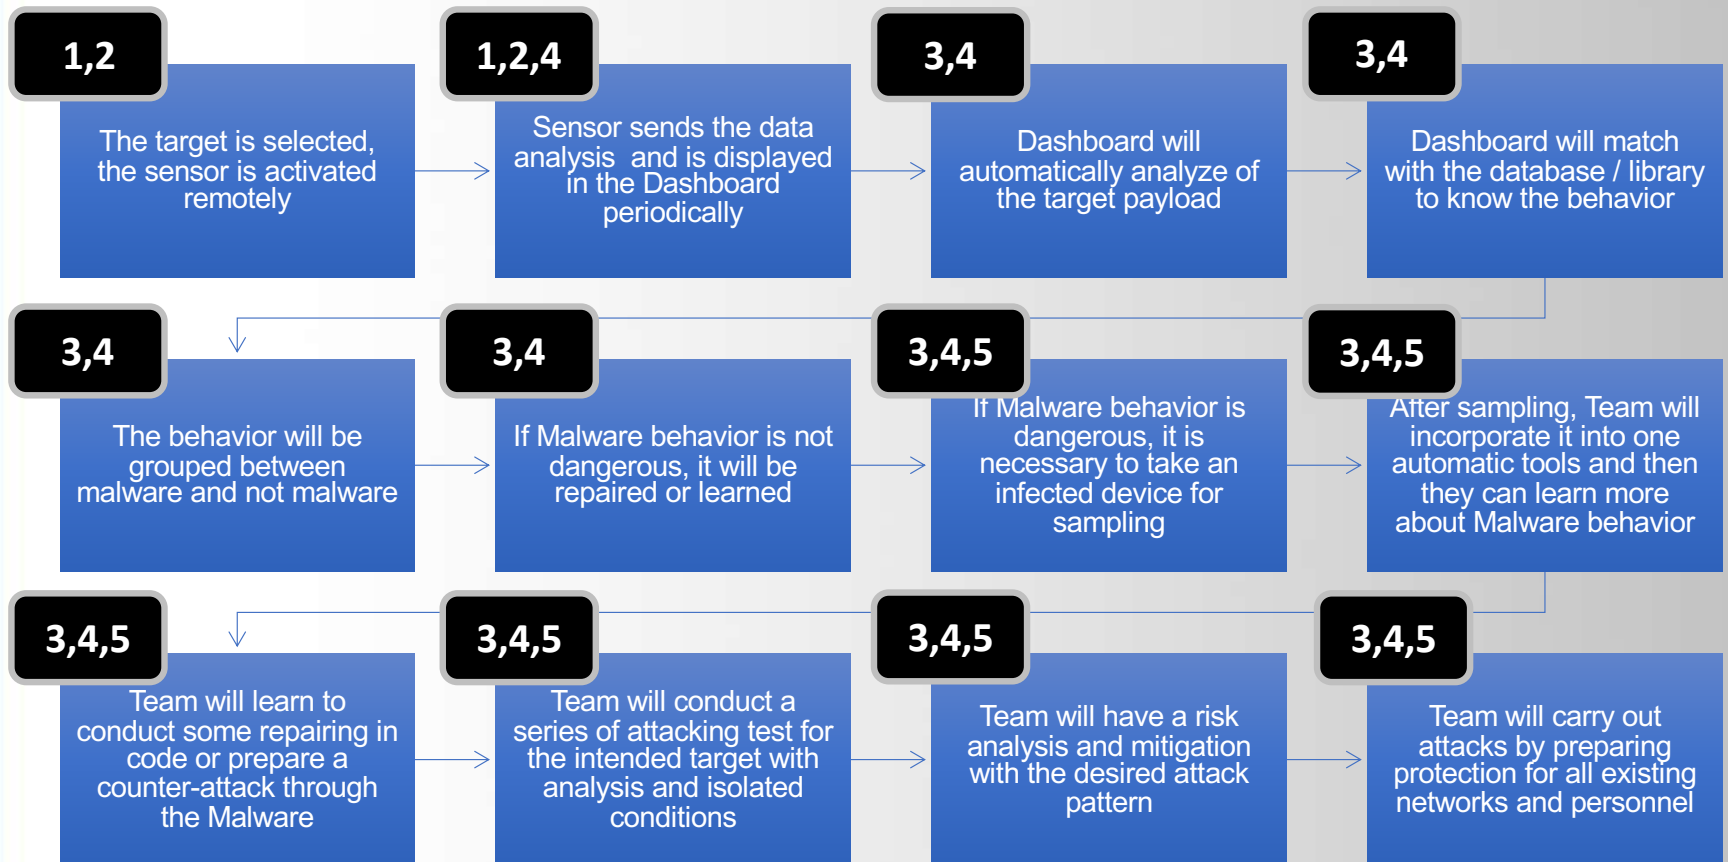 1,2
The target is selected,
the sensor is activated
remotely
1,2,4
Sensor sends the data
analysis and is displayed
in the Dashboard
periodically
3,4
Dashboard will
automatically analyze of
the target payload
3,4
Dashboard will match
with the database / library
to know the behavior
3,4
The behavior will be
grouped between
malware and not malware
3,4
If Malware behavior is not
dangerous, it will be
repaired or learned
3,4,5
If Malware behavior is
dangerous, it is
necessary to take an
infected device for
sampling
3,4,5
After sampling, Team will
incorporate it into one
automatic tools and then
they can learn more
about Malware behavior
3,4,5
Team will learn to
conduct some repairing in
code or prepare a
counter-attack through
the Malware
3,4,5
Team will conduct a
series of attacking test for
the intended target with
analysis and isolated
conditions
3,4,5
Team will have a risk
analysis and mitigation
with the desired attack
pattern
3,4,5
Team will carry out
attacks by preparing
protection for all existing
networks and personnel